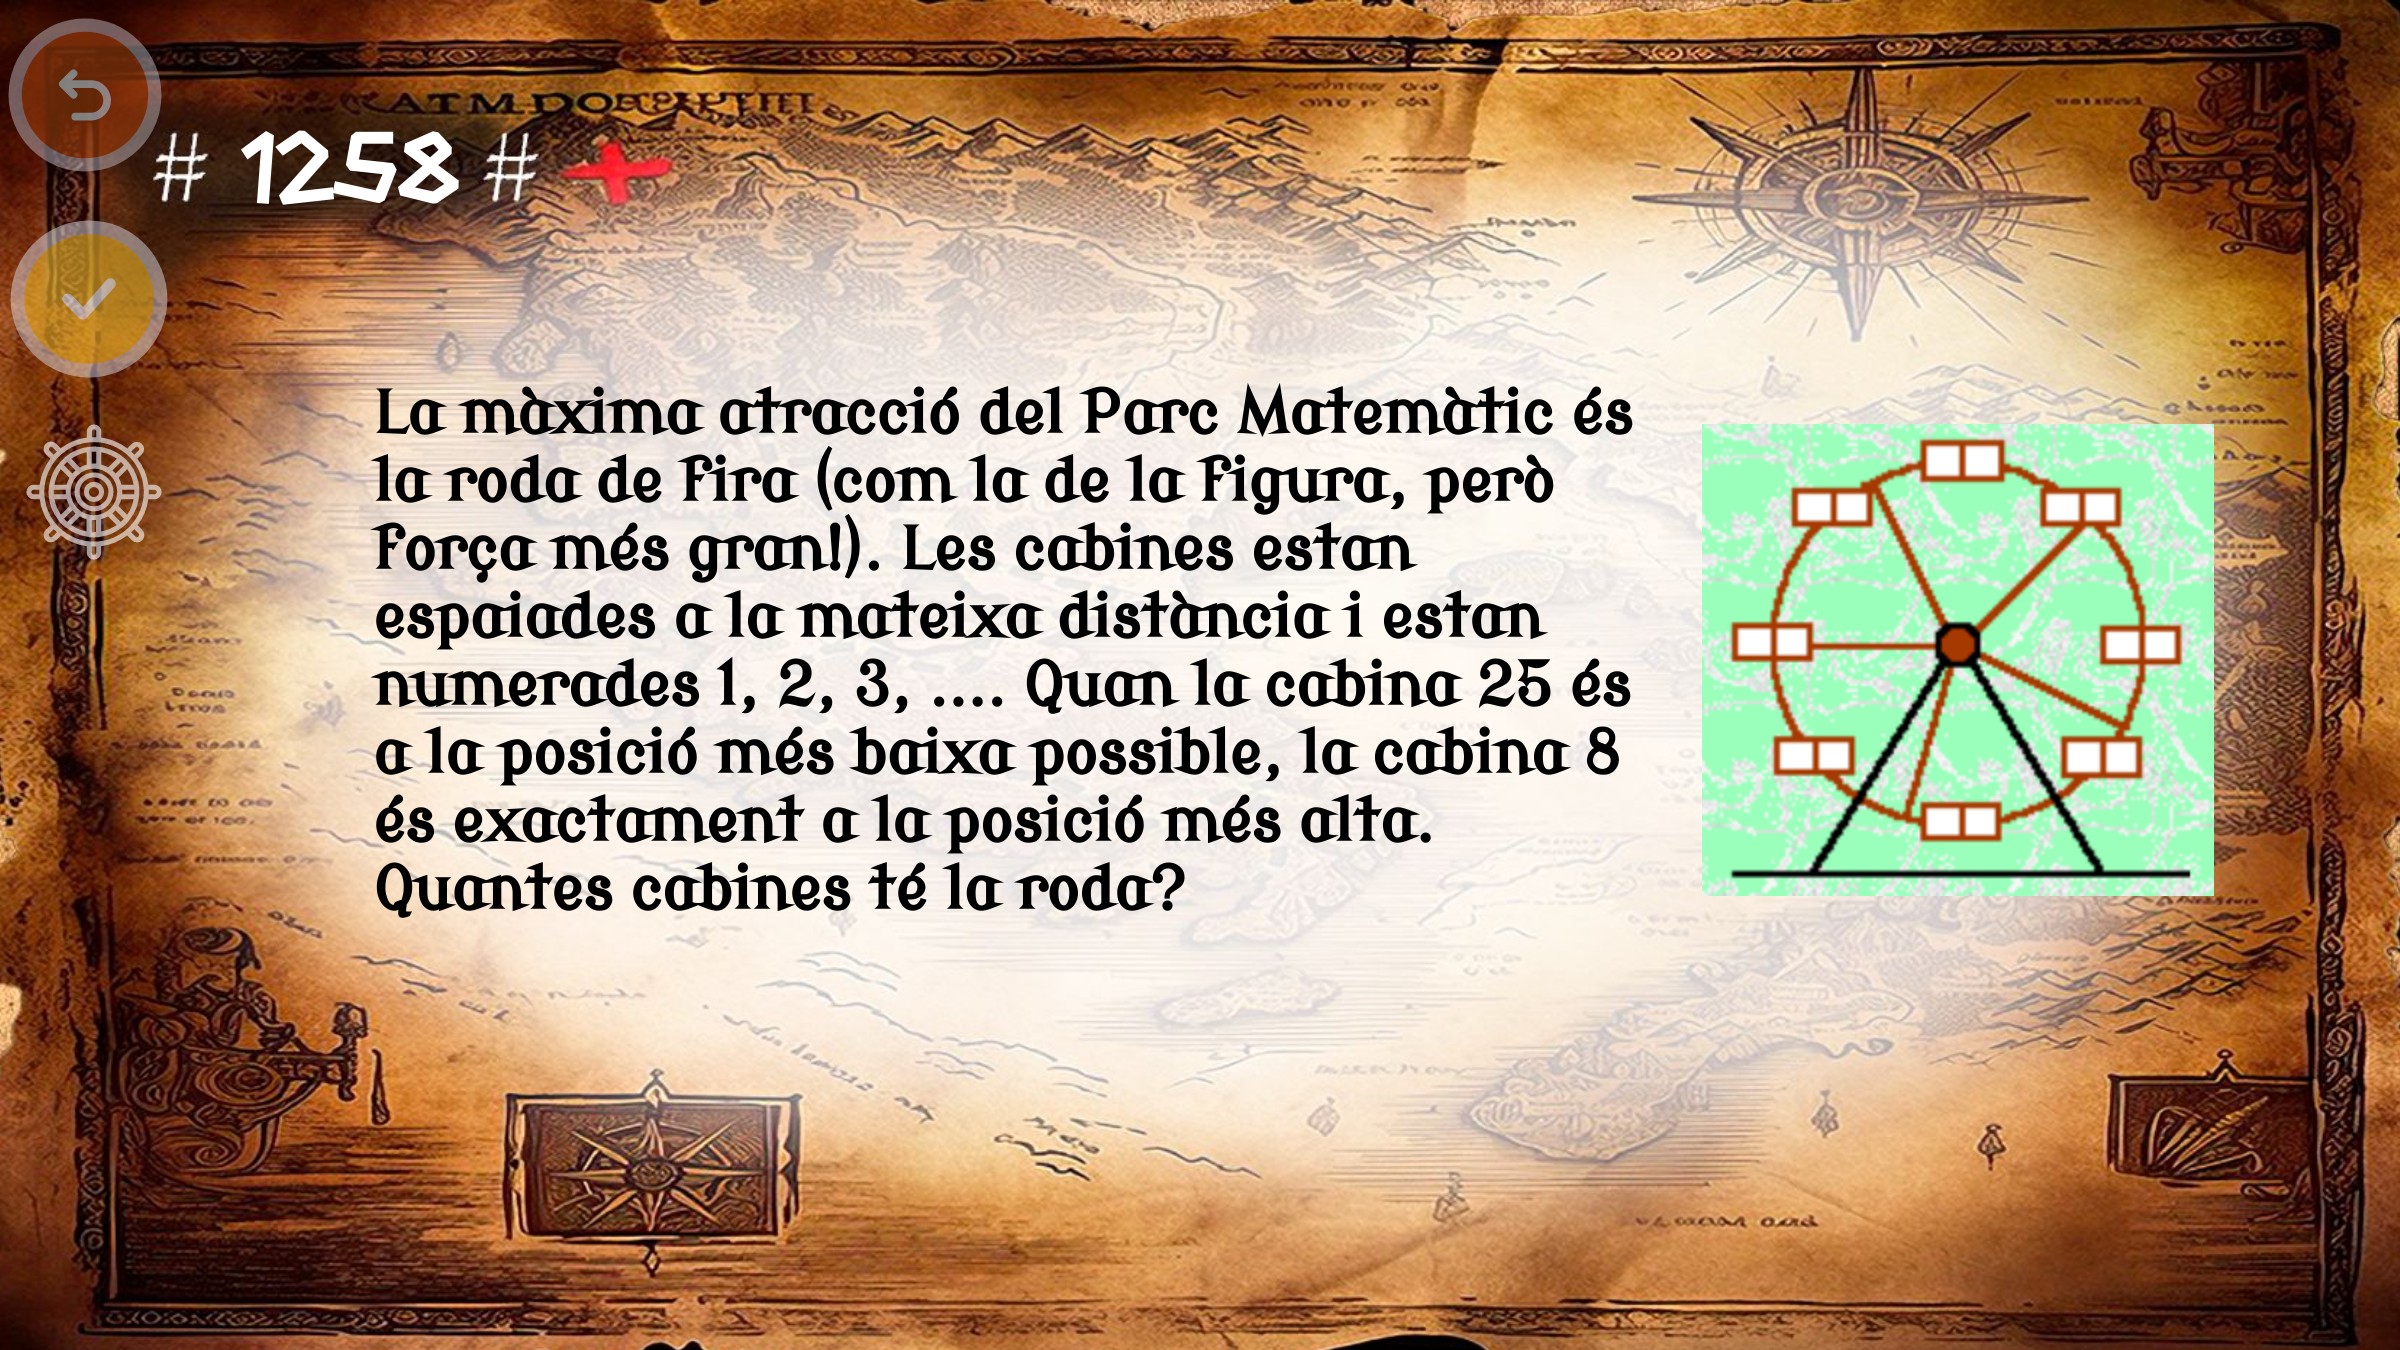 # 1258 #
La màxima atracció del Parc Matemàtic és
la roda de fira (com la de la figura, però
força més gran!). Les cabines estan
espaiades a la mateixa distància i estan
numerades 1, 2, 3, .... Quan la cabina 25 és
a la posició més baixa possible, la cabina 8
és exactament a la posició més alta.
Quantes cabines té la roda?